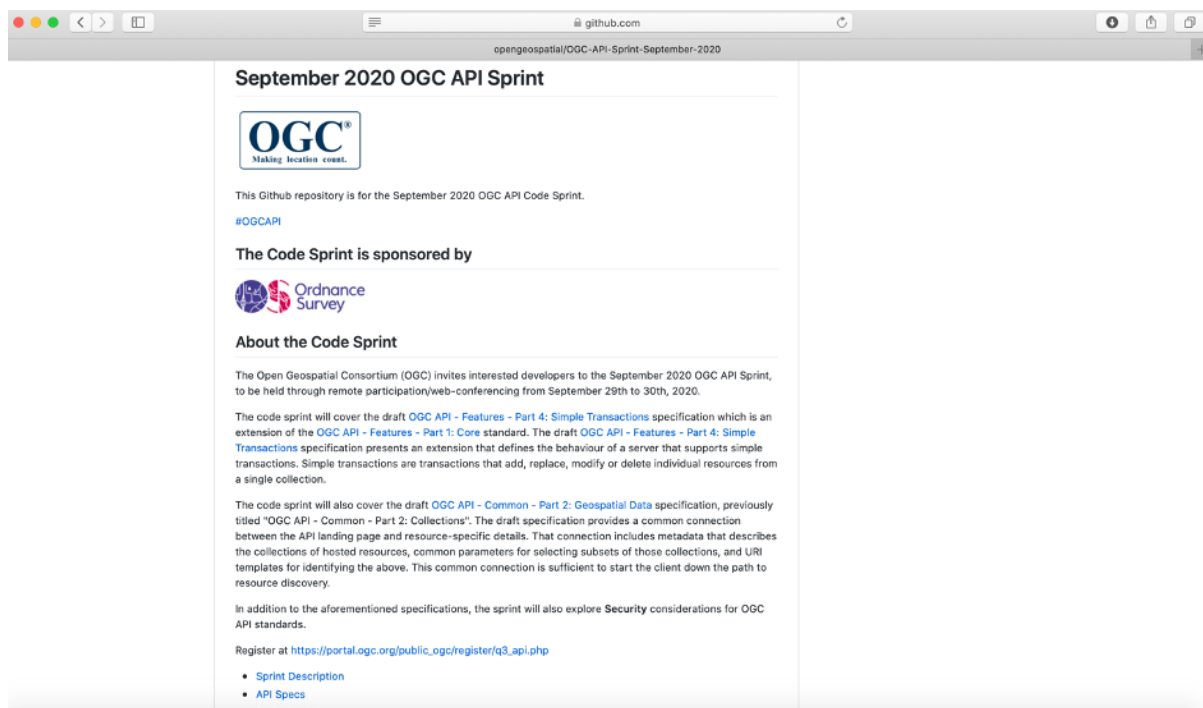 github.com
opengeospatial/OGC-API-Sprint-September-2020
September 2020 OGC API Sprint
OGC®
Making location count.
This Github repository is for the September 2020 OGC API Code Sprint.
#OGCAPI
The Code Sprint is sponsored by
Ordnance
Survey
About the Code Sprint
The Open Geospatial Consortium (OGC) invites interested developers to the September 2020 OGC API Sprint,
to be held through remote participation/web-conferencing from September 29th to 30th, 2020.
The code sprint will cover the draft OGC API - Features - Part 4: Simple Transactions specification which is an
extension of the OGC API - Features - Part 1: Core standard. The draft OGC API - Features - Part 4: Simple
Transactions specification presents an extension that defines the behaviour of a server that supports simple
transactions. Simple transactions are transactions that add, replace, modify or delete individual resources from
a single collection.
The code sprint will also cover the draft OGC API - Common - Part 2: Geospatial Data specification, previously
titled "OGC API - Common - Part 2: Collections". The draft specification provides a common connection
between the API landing page and resource-specific details. That connection includes metadata that describes
the collections of hosted resources, common parameters for selecting subsets of those collections, and URI
templates for identifying the above. This common connection is sufficient to start the client down the path to
resource discovery.
In addition to the aforementioned specifications, the sprint will also explore Security considerations for OGC
API standards.
Register at https://portal.ogc.org/public_ogc/register/q3_api.php
• Sprint Description
• API Specs